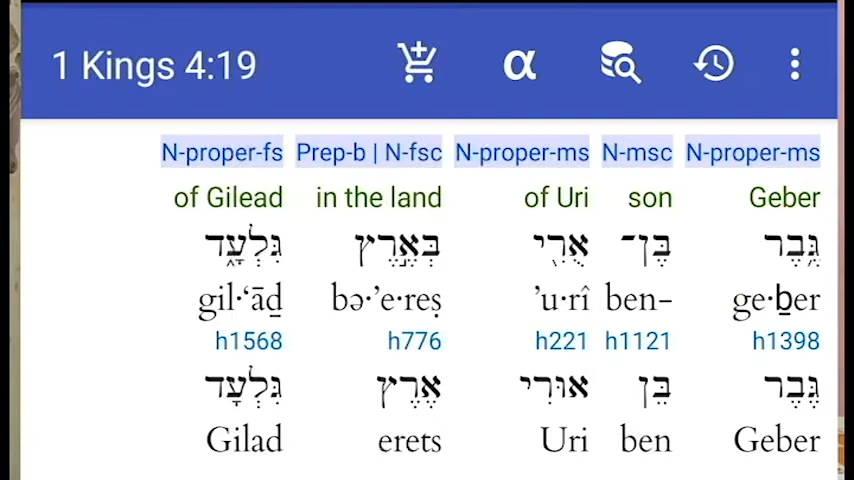 1 Kings 4:19 α
N-proper-fs Prep-b | N-fsc N-proper-ms N-msc N-proper-ms
of Gilead in the land of Uri son Geber
גֶּ֥בֶר בֶּן־ אֻרִ֖י בְּאֶ֣רֶץ גִּלְעָ֑ד
gil·‘āḏ bə·’e·reṣ ’u·rî ben- ge·ḇer
h1568 h776 h221 h1121 h1398
גֶּבֶר בֵּן אוּרִי אֶרֶץ גִּלְעָד
Gilad erets Uri ben Geber